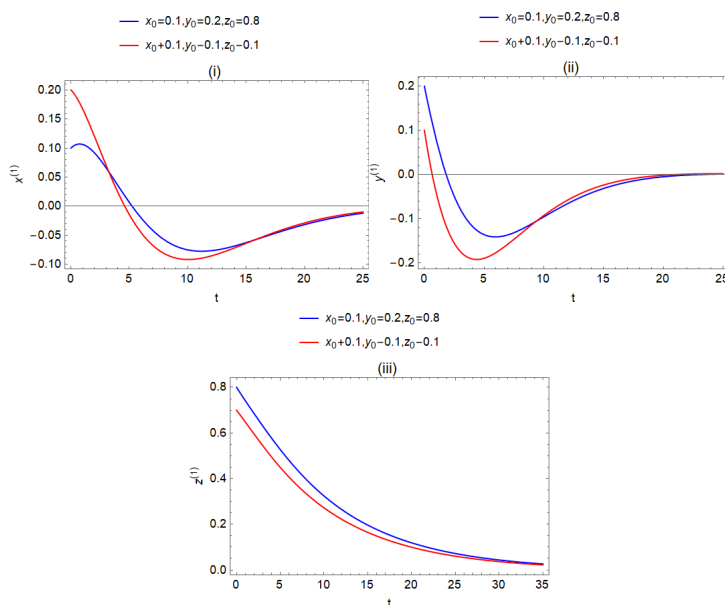 x₀=0.1,y₀=0.2,z₀=0.8
x₀+0.1,y₀−0.1,z₀−0.1
(i)
0.20
0.15
0.10
0.05
0.00
−0.05
−0.10
x⁽¹⁾
0 5 10 15 20 25
t
x₀=0.1,y₀=0.2,z₀=0.8
x₀+0.1,y₀−0.1,z₀−0.1
(ii)
0.2
0.1
0.0
−0.1
−0.2
y⁽¹⁾
0 5 10 15 20 25
t
x₀=0.1,y₀=0.2,z₀=0.8
x₀+0.1,y₀−0.1,z₀−0.1
(iii)
0.8
0.6
0.4
0.2
0.0
z⁽¹⁾
0 5 10 15 20 25 30 35
t